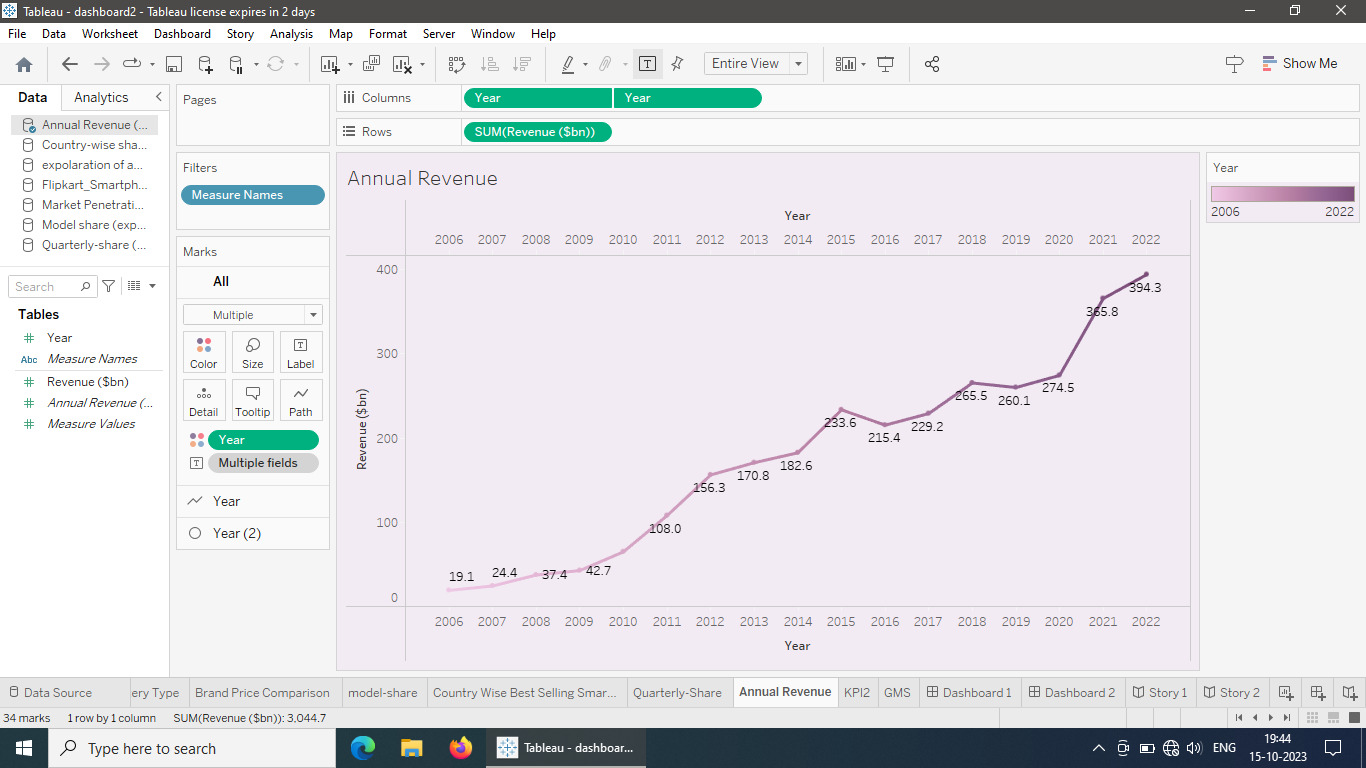 Tableau - dashboard2 - Tableau license expires in 2 days
File Data Worksheet Dashboard Story Analysis Map Format Server Window Help
Entire View
Show Me
Data Analytics
Annual Revenue (...
Country-wise sha...
expolaration of a...
Flipkart_Smartph...
Market Penetrati...
Model share (exp...
Quarterly-share (...
Search
Tables
Year
Abc Measure Names
Revenue ($bn)
Annual Revenue (...
Measure Values
Pages
Filters
Measure Names
Marks
All
Multiple
Color Size Label
Detail Tooltip Path
Year
Multiple fields
Year
Year (2)
Columns Year Year
Rows SUM(Revenue ($bn))
Annual Revenue
Year
2006 2007 2008 2009 2010 2011 2012 2013 2014 2015 2016 2017 2018 2019 2020 2021 2022
400
300
200
100
0
Revenue ($bn)
19.1
24.4
37.4
42.7
108.0
156.3
170.8
182.6
233.6
215.4
229.2
265.5
260.1
274.5
365.8
394.3
2006 2007 2008 2009 2010 2011 2012 2013 2014 2015 2016 2017 2018 2019 2020 2021 2022
Year
Year
2006 2022
Data Source ery Type Brand Price Comparison model-share Country Wise Best Selling Smar... Quarterly-Share Annual Revenue KPI2 GMS Dashboard 1 Dashboard 2 Story 1 Story 2
34 marks 1 row by 1 column SUM(Revenue ($bn)): 3,044.7
Type here to search
Tableau - dashboar...
ENG
19:44
15-10-2023